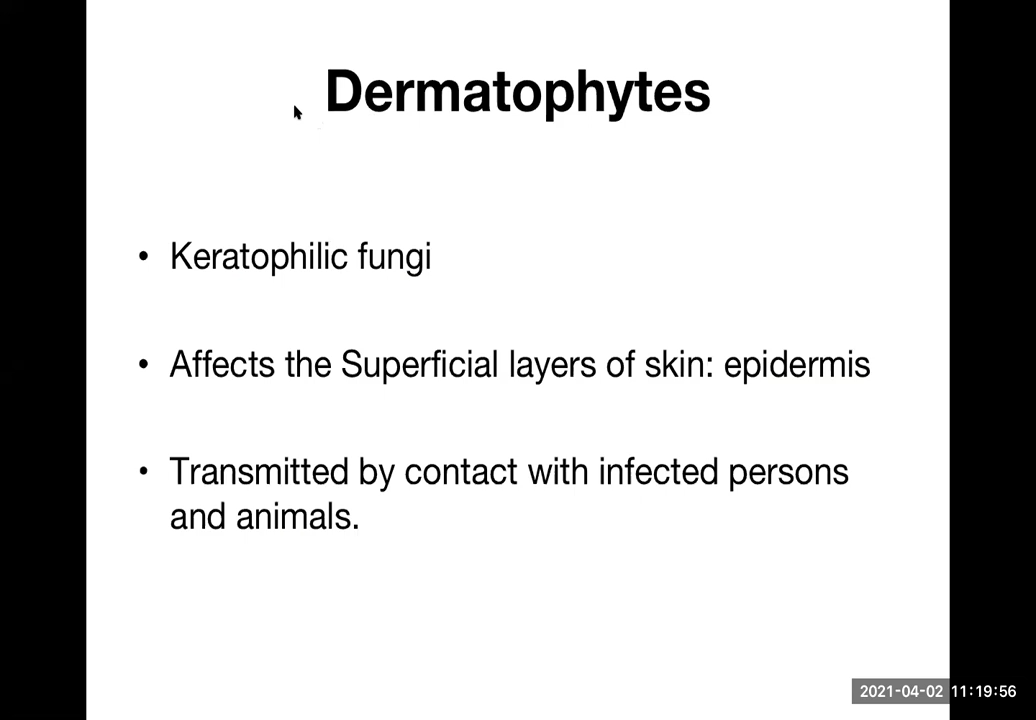 Dermatophytes
• Keratophilic fungi
• Affects the Superficial layers of skin: epidermis
• Transmitted by contact with infected persons
and animals.
2021-04-02 11:19:56